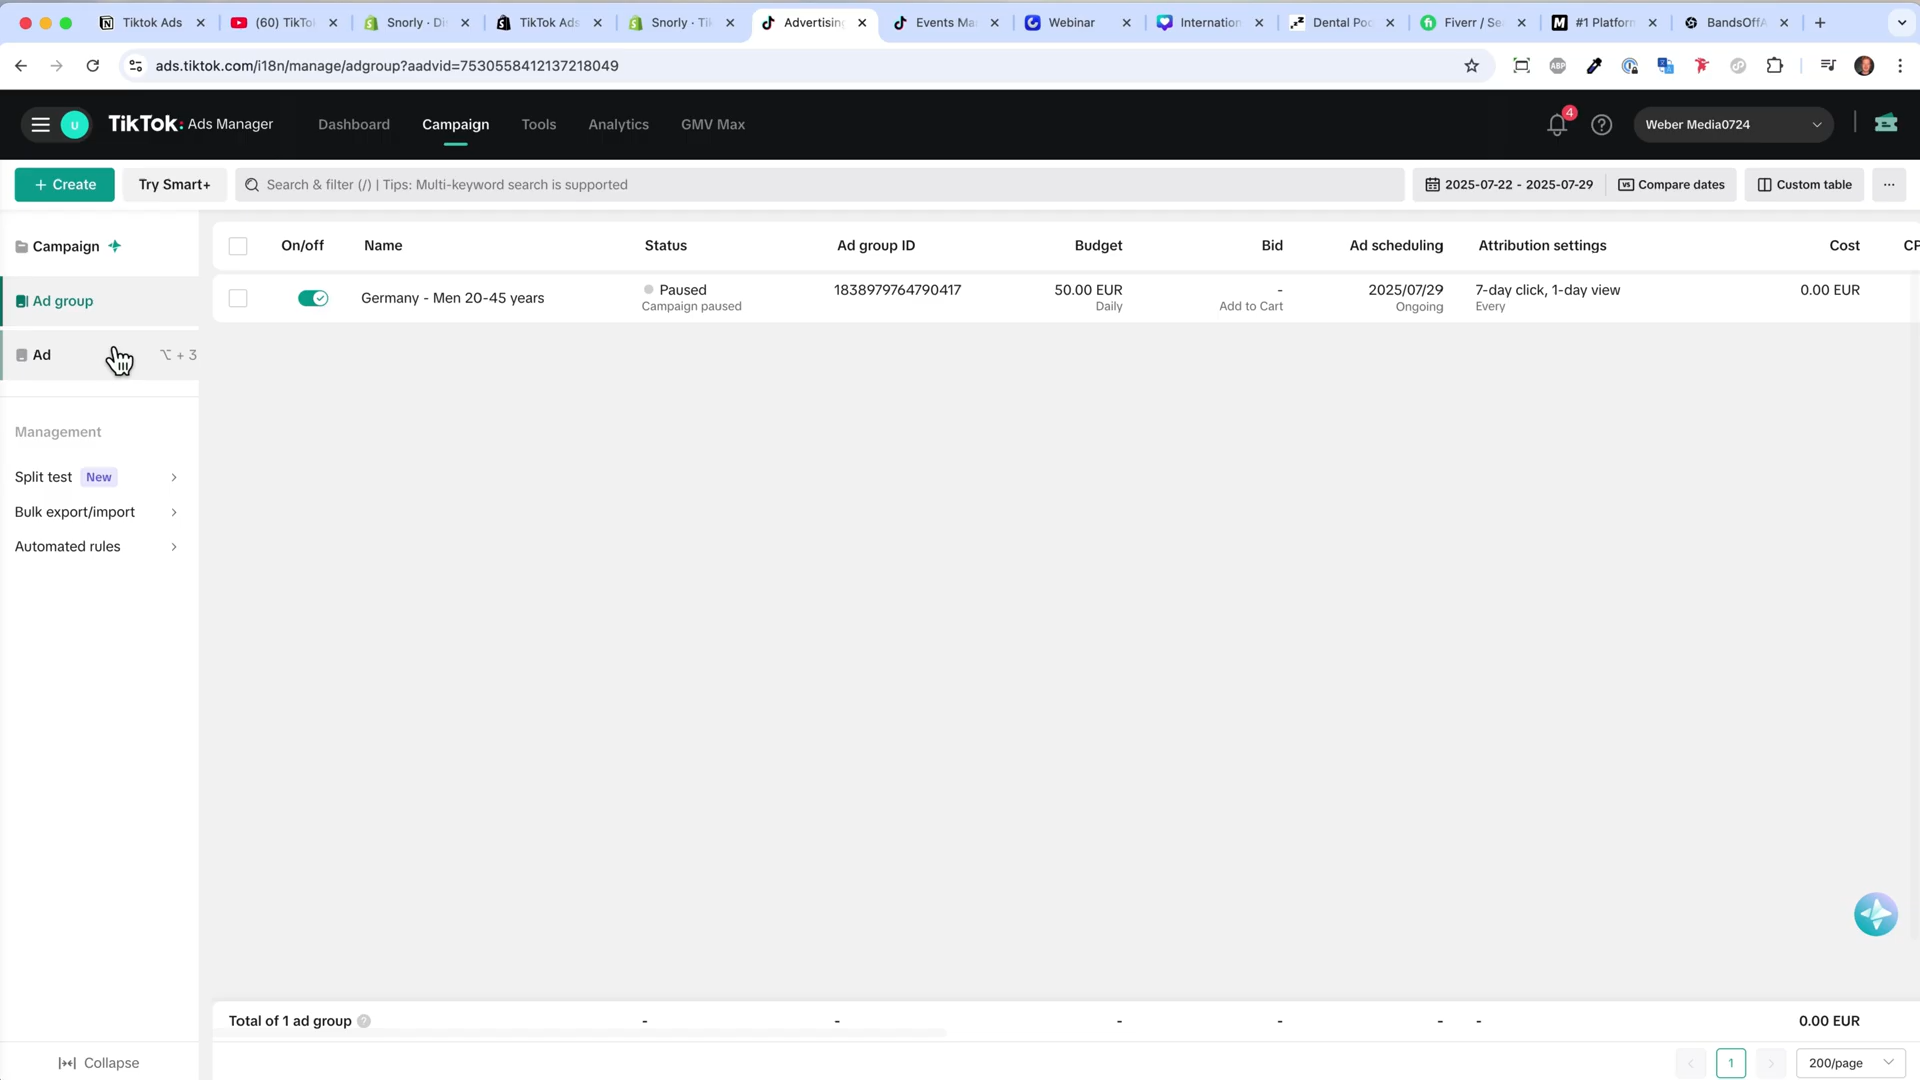 Tiktok Ads
(60) TikTo
Snorly · Di
TikTok Ads
Snorly · Ti
Advertising
Events Ma
Webinar
Internation
Dental Poc
Fiverr / Se
#1 Platform
BandsOffA
ads.tiktok.com/i18n/manage/adgroup?aadvid=7530558412137218049
ABP
U
TikTok: Ads Manager
Dashboard
Campaign
Tools
Analytics
GMV Max
4
Weber Media0724
+ Create
Try Smart+
Search & filter (/) | Tips: Multi-keyword search is supported
2025-07-22 - 2025-07-29
VS Compare dates
Custom table
...
Campaign
Ad group
Ad
⌥ + 3
Management
Split test New
Bulk export/import
Automated rules
Collapse
On/off Name Status Ad group ID Budget Bid Ad scheduling Attribution settings Cost CP
Germany - Men 20-45 years Paused 1838979764790417 50.00 EUR - 2025/07/29 7-day click, 1-day view 0.00 EUR
Campaign paused Daily Add to Cart Ongoing Every
Total of 1 ad group ? - - - - - - 0.00 EUR
1
200/page